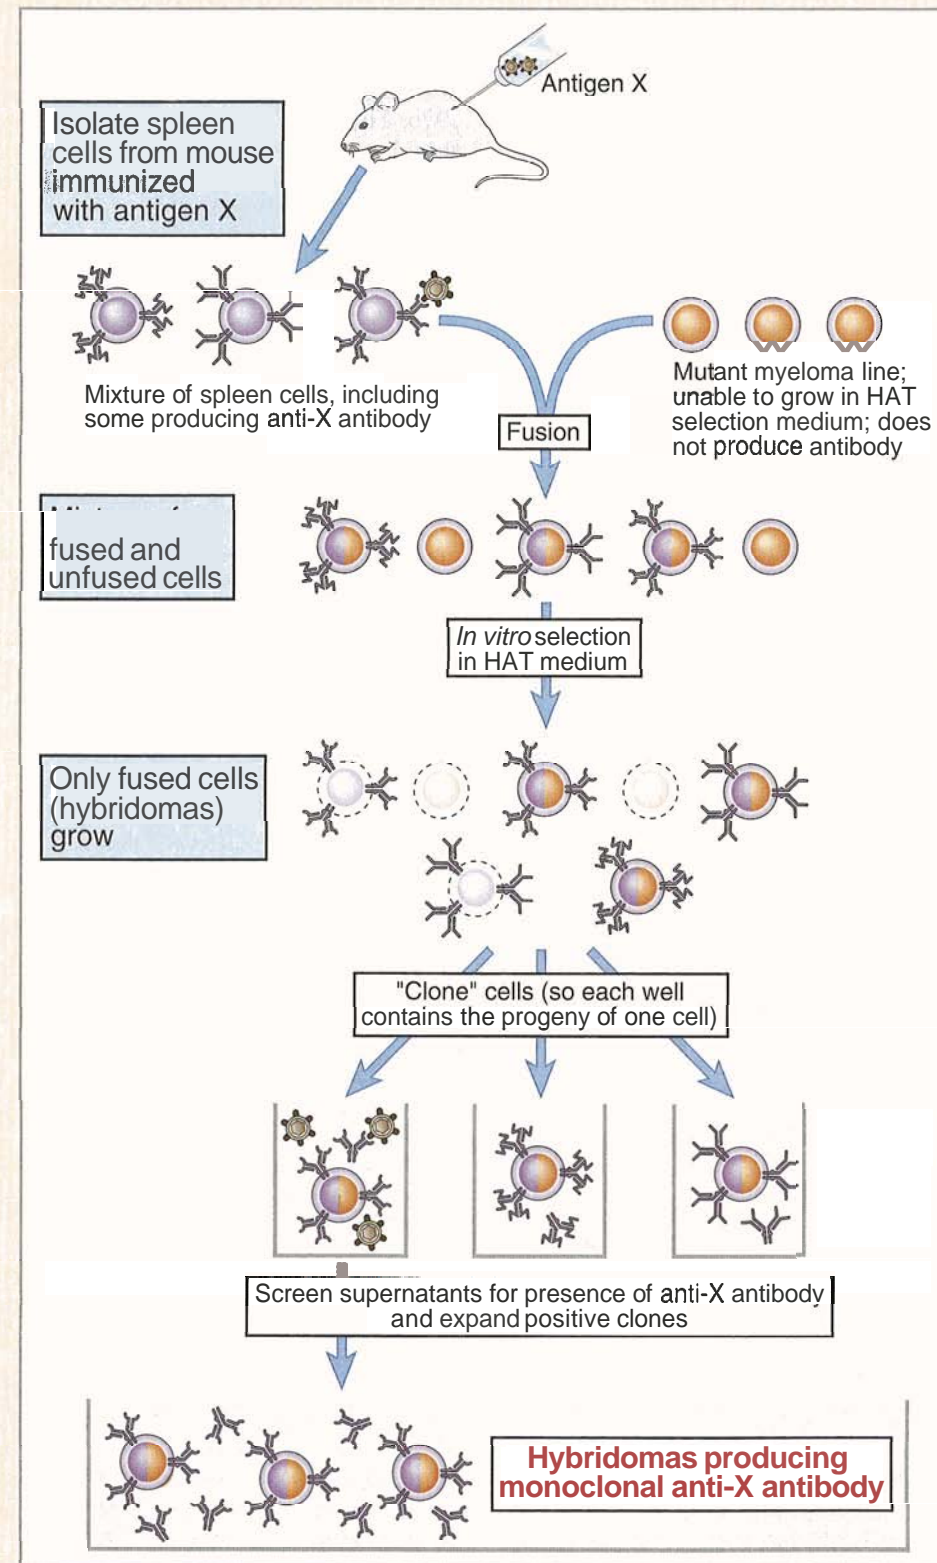 Antigen X
Isolate spleen
cells from mouse
immunized
with antigen X
Mixture of spleen cells, including
some producing anti-X antibody
Mutant myeloma line;
unable to grow in HAT
selection medium; does
not produce antibody
Fusion
fused and
unfused cells
In vitro selection
in HAT medium
Only fused cells
(hybridomas)
grow
"Clone" cells (so each well
contains the progeny of one cell)
Screen supernatants for presence of anti-X antibody
and expand positive clones
Hybridomas producing
monoclonal anti-X antibody